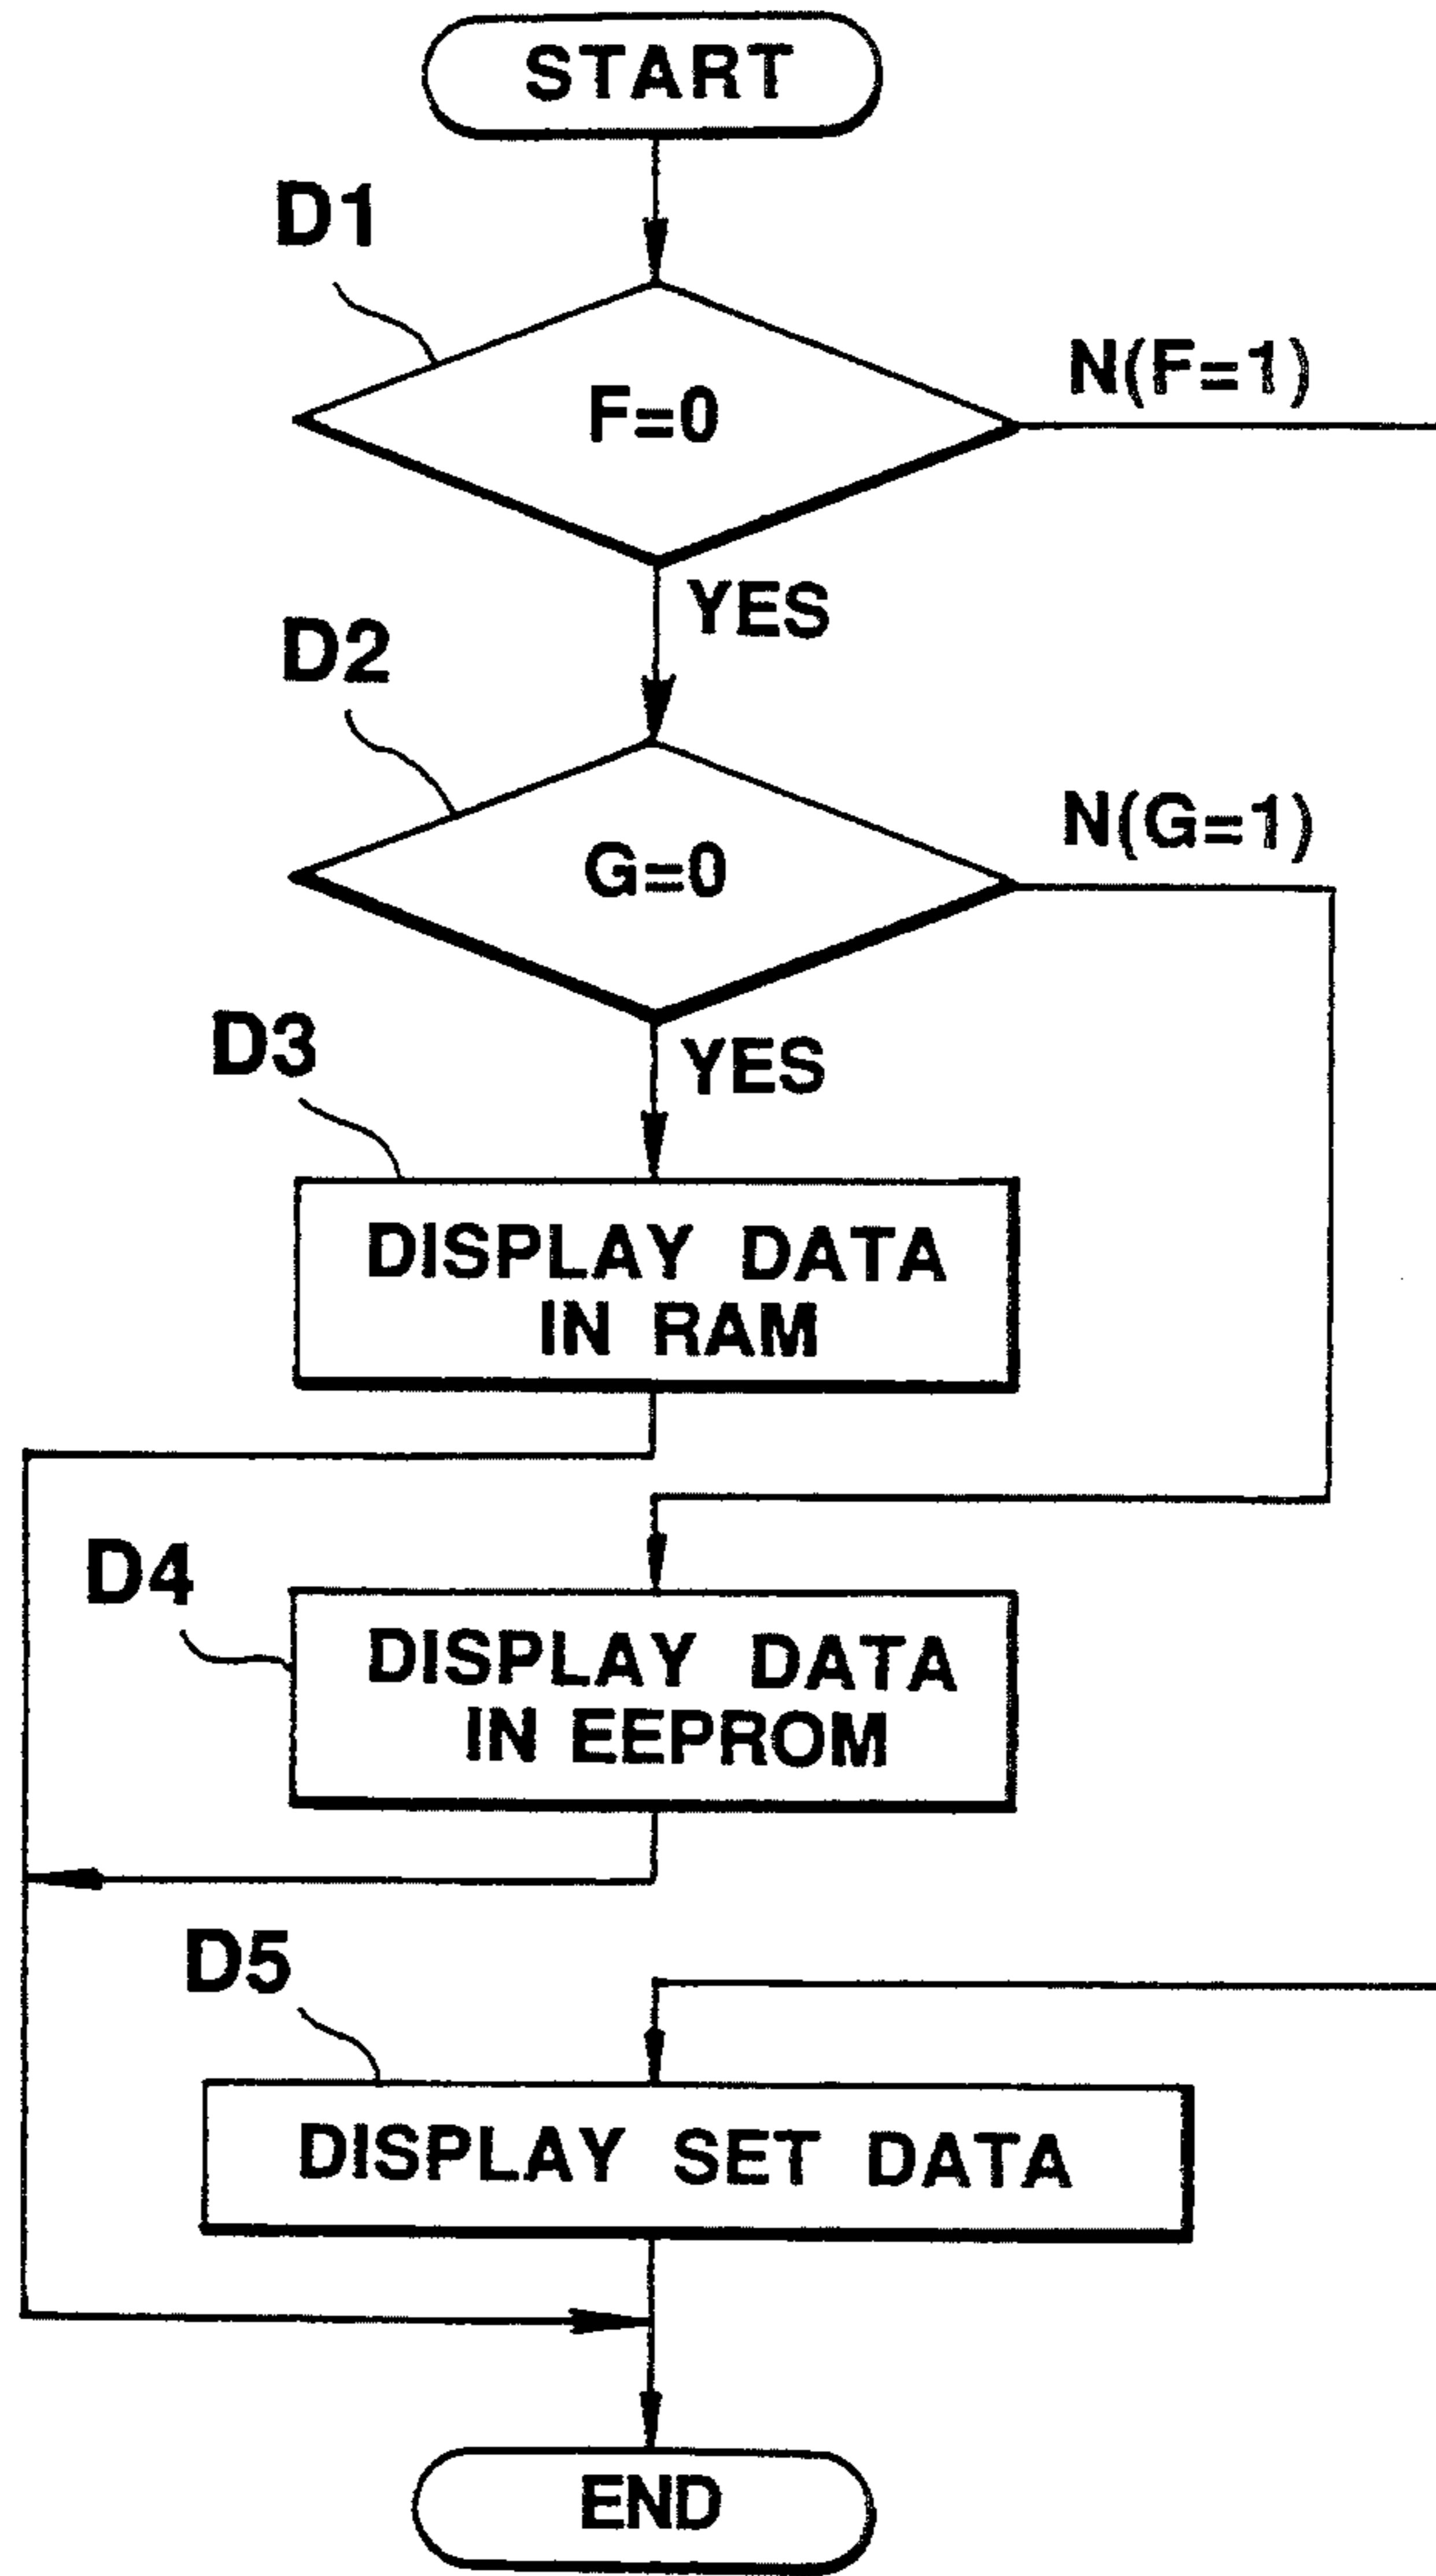 START
D1
F=0
N(F=1)
YES
D2
G=0
N(G=1)
YES
D3
DISPLAY DATA
IN RAM
D4
DISPLAY DATA
IN EEPROM
D5
DISPLAY SET DATA
END